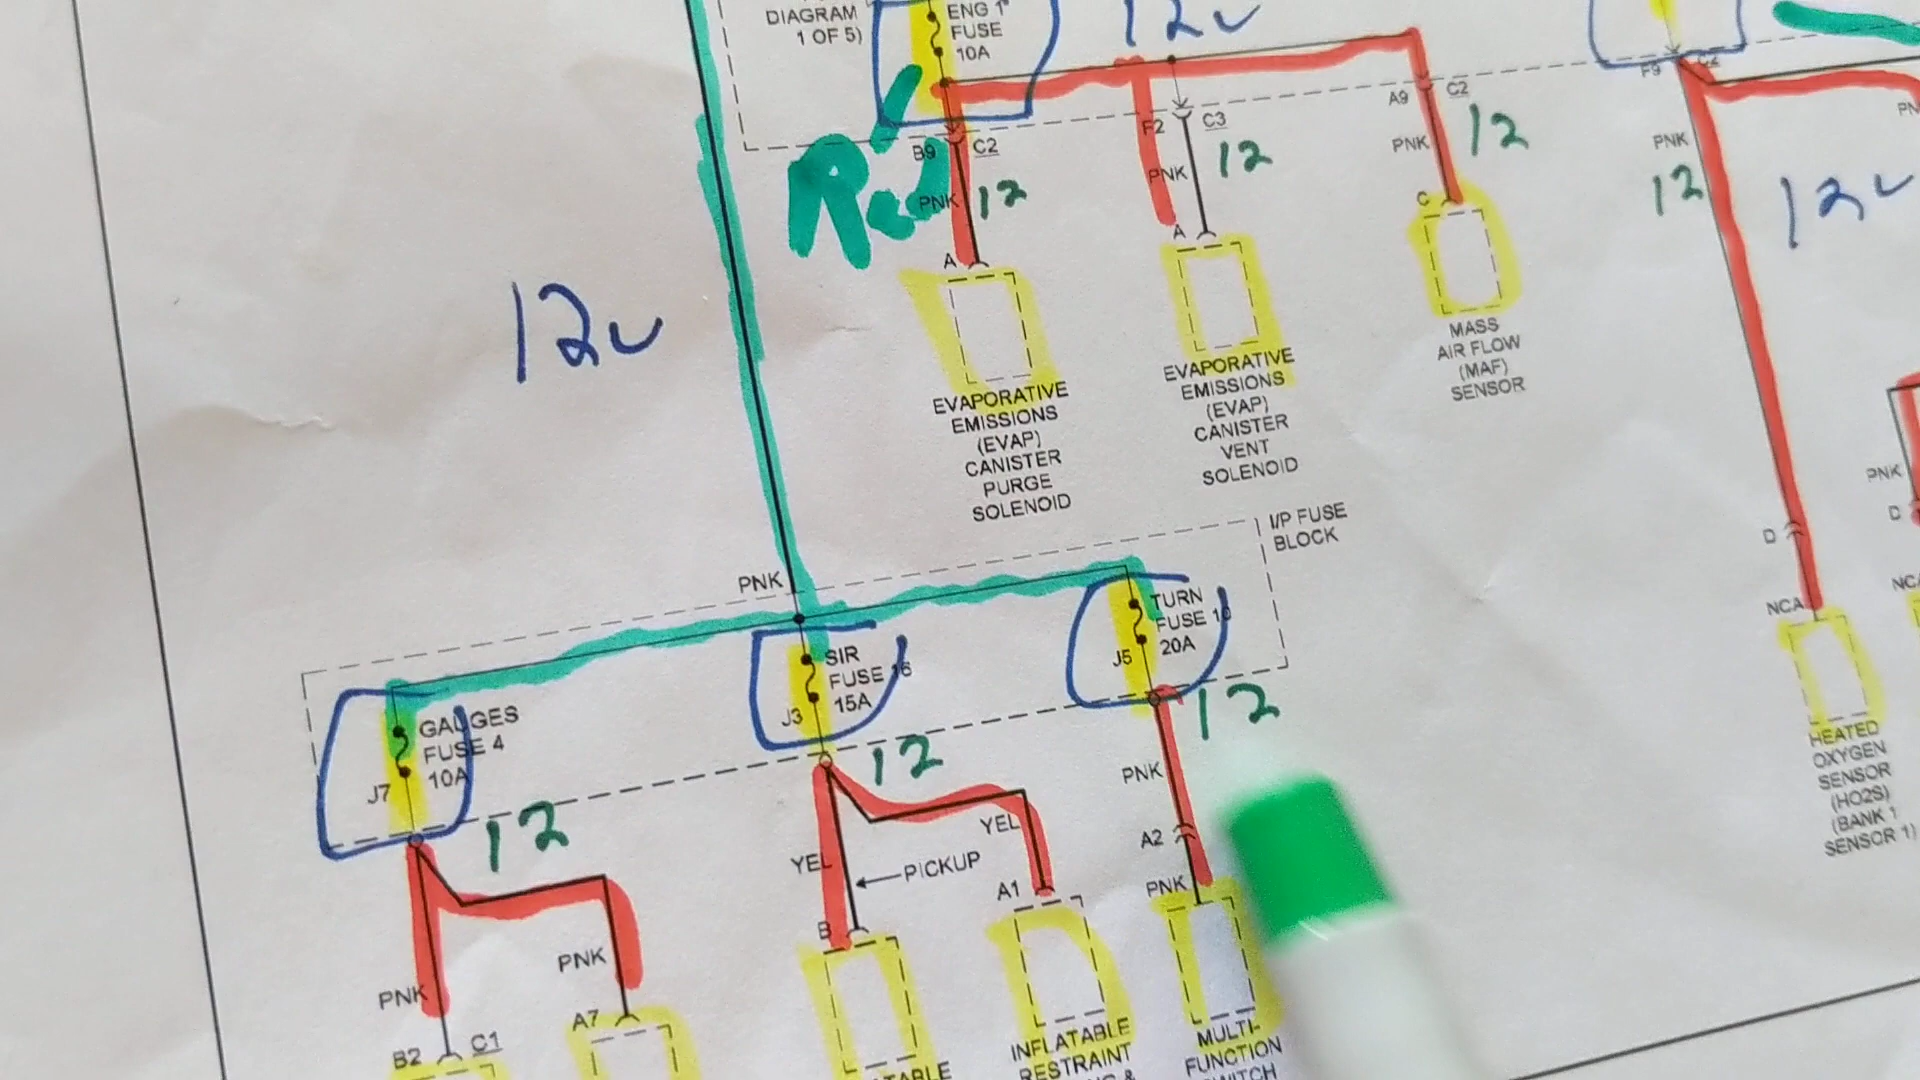 DIAGRAM
1 OF 5)
ENG 1
FUSE
10A
12v
F9 C2
B9 C2
F2 C3
A9 C2
Red
PNK 12
PNK 12
PNK 12
PNK
12
12v
PN
A
A
C
EVAPORATIVE
EMISSIONS
(EVAP)
CANISTER
PURGE
SOLENOID
EVAPORATIVE
EMISSIONS
(EVAP)
CANISTER
VENT
SOLENOID
MASS
AIR FLOW
(MAF)
SENSOR
12v
I/P FUSE
BLOCK
PNK
D
PNK
D
NCA
HEATED
OXYGEN
SENSOR
(HO2S)
(BANK 1
SENSOR 1)
PNK
GAUGES
FUSE 4
10A
J7
SIR
FUSE 16
15A
J3
TURN
FUSE
20A
J5
12
12
12
PNK
PNK
B2 C1
A7
YEL
PICKUP
YEL
B
A1
PNK
A2
PNK
TABLE
INFLATABLE
RESTRAINT
MULTI-
FUNCTION